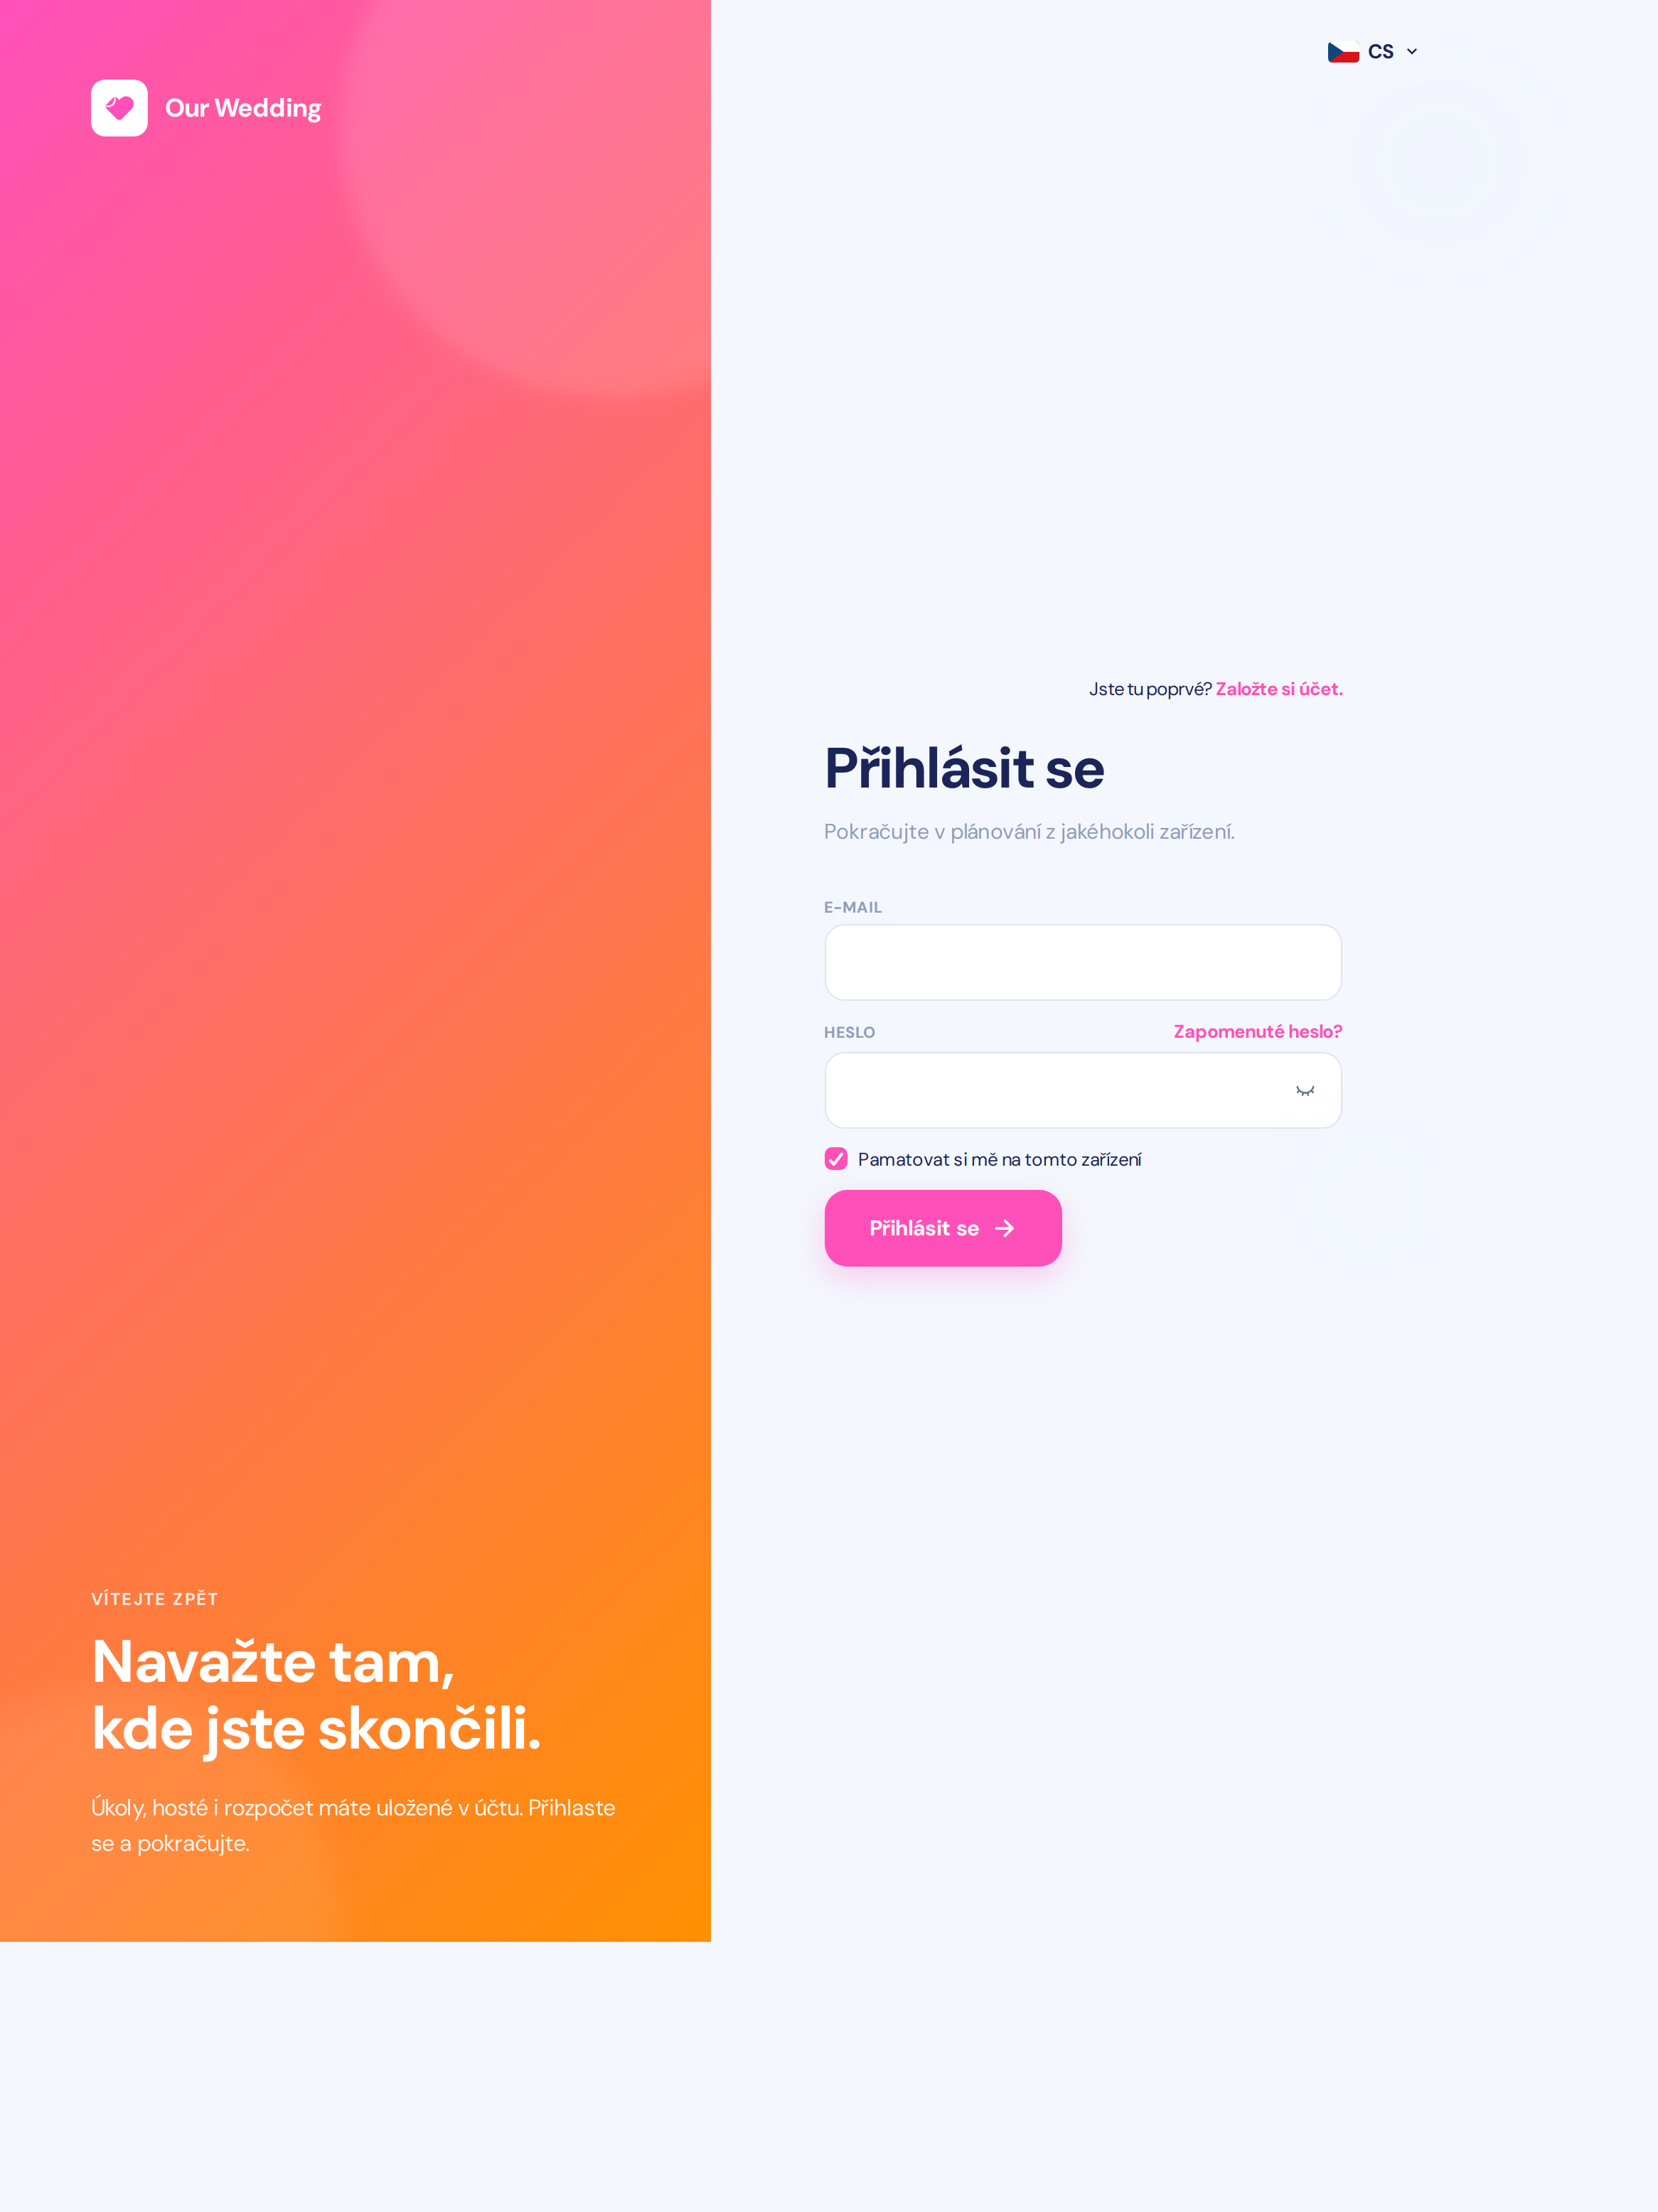 Our Wedding
CS
Jste tu poprvé? Založte si účet.
Přihlásit se
Pokračujte v plánování z jakéhokoli zařízení.
E-MAIL
HESLO
Zapomenuté heslo?
Pamatovat si mě na tomto zařízení
Přihlásit se
VÍTEJTE ZPĚT
Navažte tam,
kde jste skončili.
Úkoly, hosté i rozpočet máte uložené v účtu. Přihlaste
se a pokračujte.